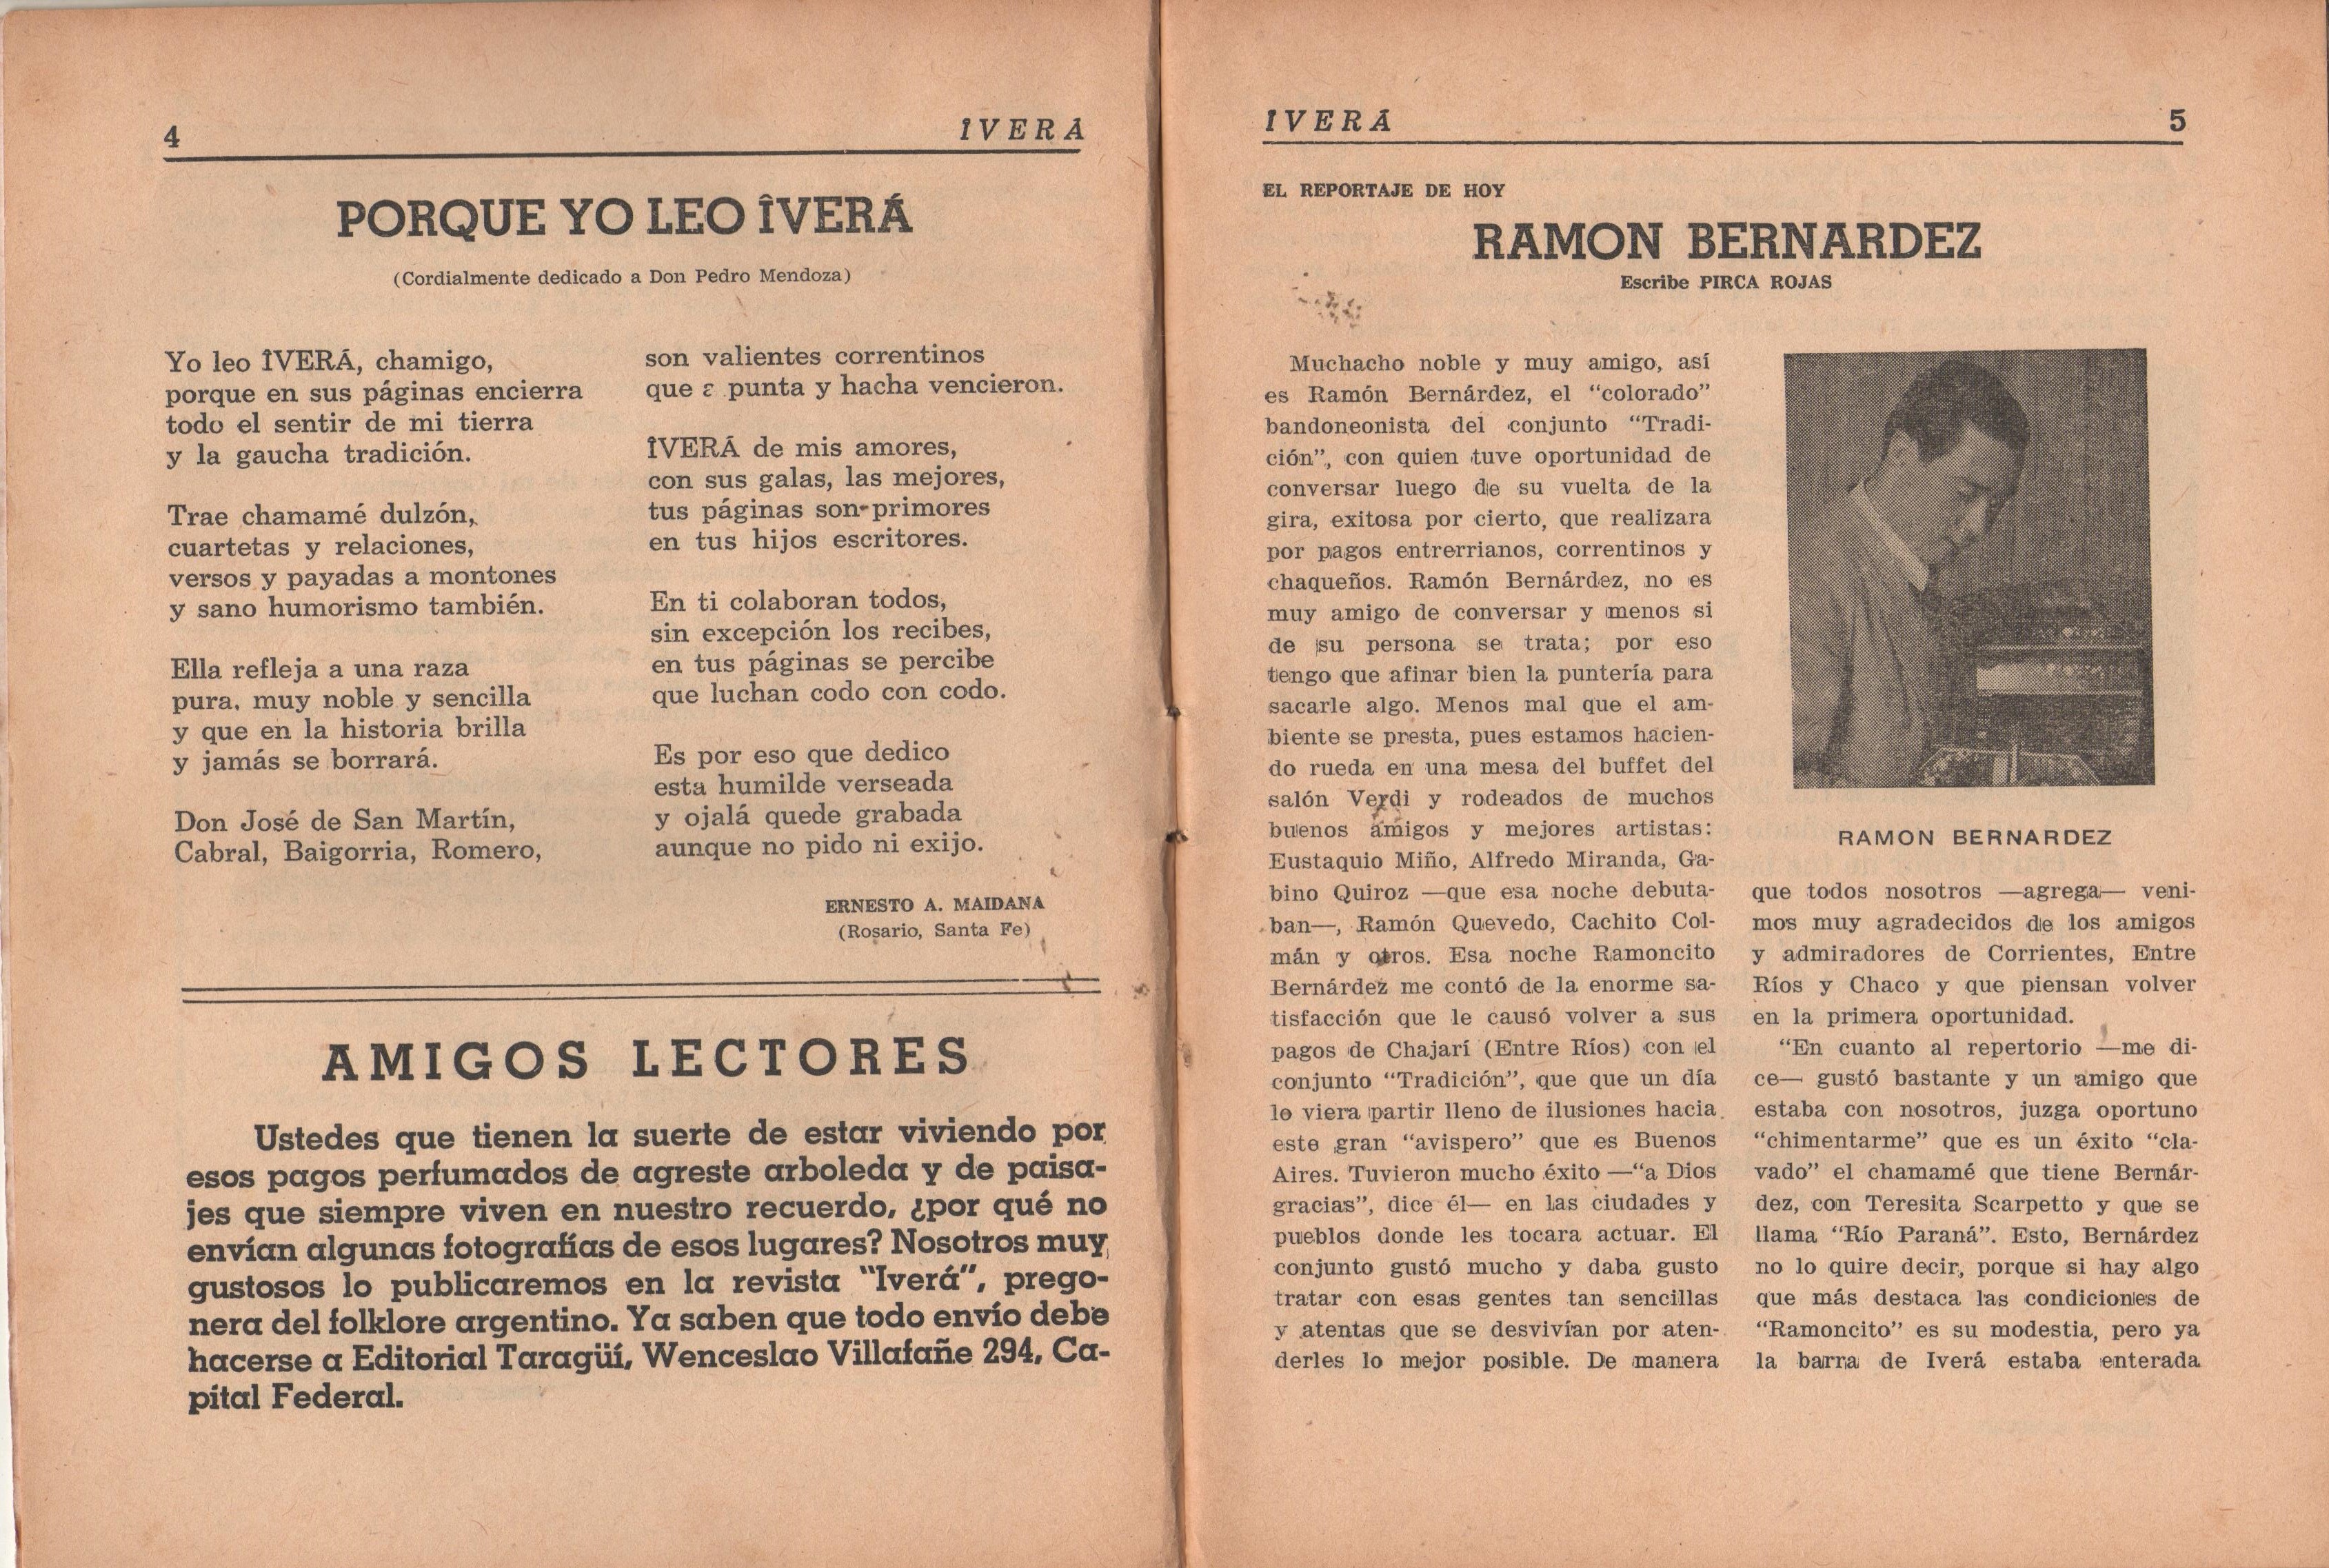 4
ÎVERÁ
PORQUE YO LEO ÎVERÁ
(Cordialmente dedicado a Don Pedro Mendoza)
Yo leo ÎVERÁ, chamigo,
porque en sus páginas encierra
todo el sentir de mi tierra
y la gaucha tradición.
Trae chamamé dulzón,
cuartetas y relaciones,
versos y payadas a montones
y sano humorismo también.
Ella refleja a una raza
pura, muy noble y sencilla
y que en la historia brilla
y jamás se borrará.
Don José de San Martín,
Cabral, Baigorria, Romero,
son valientes correntinos
que a punta y hacha vencieron.
ÎVERÁ de mis amores,
con sus galas, las mejores,
tus páginas son primores
en tus hijos escritores.
En ti colaboran todos,
sin excepción los recibes,
en tus páginas se percibe
que luchan codo con codo.
Es por eso que dedico
esta humilde verseada
y ojalá quede grabada
aunque no pido ni exijo.
ERNESTO A. MAIDANA
(Rosario, Santa Fe)
AMIGOS LECTORES
Ustedes que tienen la suerte de estar viviendo por
esos pagos perfumados de agreste arboleda y de paisa-
jes que siempre viven en nuestro recuerdo, ¿por qué no
envían algunas fotografías de esos lugares? Nosotros muy
gustosos lo publicaremos en la revista "Iverá", prego-
nera del folklore argentino. Ya saben que todo envío debe
hacerse a Editorial Taragüí, Wenceslao Villafañe 294, Ca-
pital Federal.
ÎVERÁ
5
EL REPORTAJE DE HOY
RAMON BERNARDEZ
Escribe PIRCA ROJAS
Muchacho noble y muy amigo, así
es Ramón Bernárdez, el "colorado"
bandoneonista del conjunto "Tradi-
ción", con quien tuve oportunidad de
conversar luego de su vuelta de la
gira, exitosa por cierto, que realizara
por pagos entrerrianos, correntinos y
chaqueños. Ramón Bernárdez, no es
muy amigo de conversar y menos si
de su persona se trata; por eso
tengo que afinar bien la puntería para
sacarle algo. Menos mal que el am-
biente se presta, pues estamos hacien-
do rueda en una mesa del buffet del
salón Verdi y rodeados de muchos
buenos amigos y mejores artistas:
Eustaquio Miño, Alfredo Miranda, Ga-
bino Quiroz —que esa noche debuta-
ban—, Ramón Quevedo, Cachito Col-
mán y otros. Esa noche Ramoncito
Bernárdez me contó de la enorme sa-
tisfacción que le causó volver a sus
pagos de Chajarí (Entre Ríos) con el
conjunto "Tradición", que que un día
lo viera partir lleno de ilusiones hacia
este gran "avispero" que es Buenos
Aires. Tuvieron mucho éxito —"a Dios
gracias", dice él— en las ciudades y
pueblos donde les tocara actuar. El
conjunto gustó mucho y daba gusto
tratar con esas gentes tan sencillas
y atentas que se desvivían por aten-
derles lo mejor posible. De manera
RAMON BERNARDEZ
que todos nosotros —agrega— veni-
mos muy agradecidos de los amigos
y admiradores de Corrientes, Entre
Ríos y Chaco y que piensan volver
en la primera oportunidad.
"En cuanto al repertorio —me di-
ce— gustó bastante y un amigo que
estaba con nosotros, juzga oportuno
"chimentarme" que es un éxito "cla-
vado" el chamamé que tiene Bernár-
dez, con Teresita Scarpetto y que se
llama "Río Paraná". Esto, Bernárdez
no lo quire decir, porque si hay algo
que más destaca las condiciones de
"Ramoncito" es su modestia, pero ya
la barra de Iverá estaba enterada